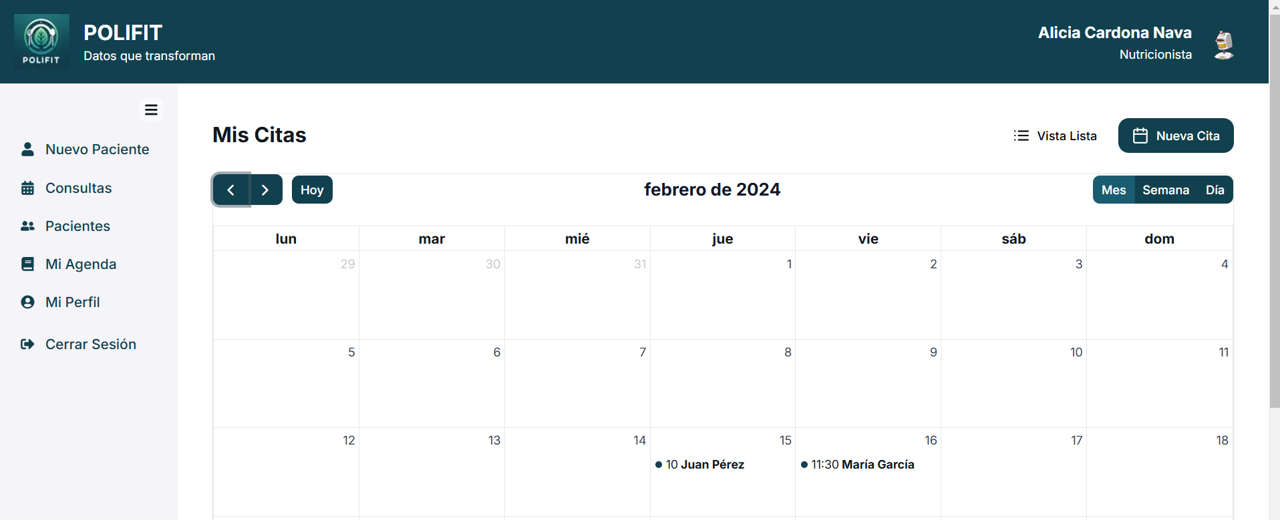 POLIFIT
POLIFIT
Datos que transforman
Alicia Cardona Nava
Nutricionista
Nuevo Paciente
Consultas
Pacientes
Mi Agenda
Mi Perfil
Cerrar Sesión
Mis Citas
Vista Lista
Nueva Cita
Hoy
febrero de 2024
Mes Semana Día
lun mar mié jue vie sáb dom
29 30 31 1 2 3 4
5 6 7 8 9 10 11
12 13 14 15 16 17 18
10 Juan Pérez
11:30 María García